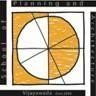 School of
Planning and
Architecture
Vijayawada